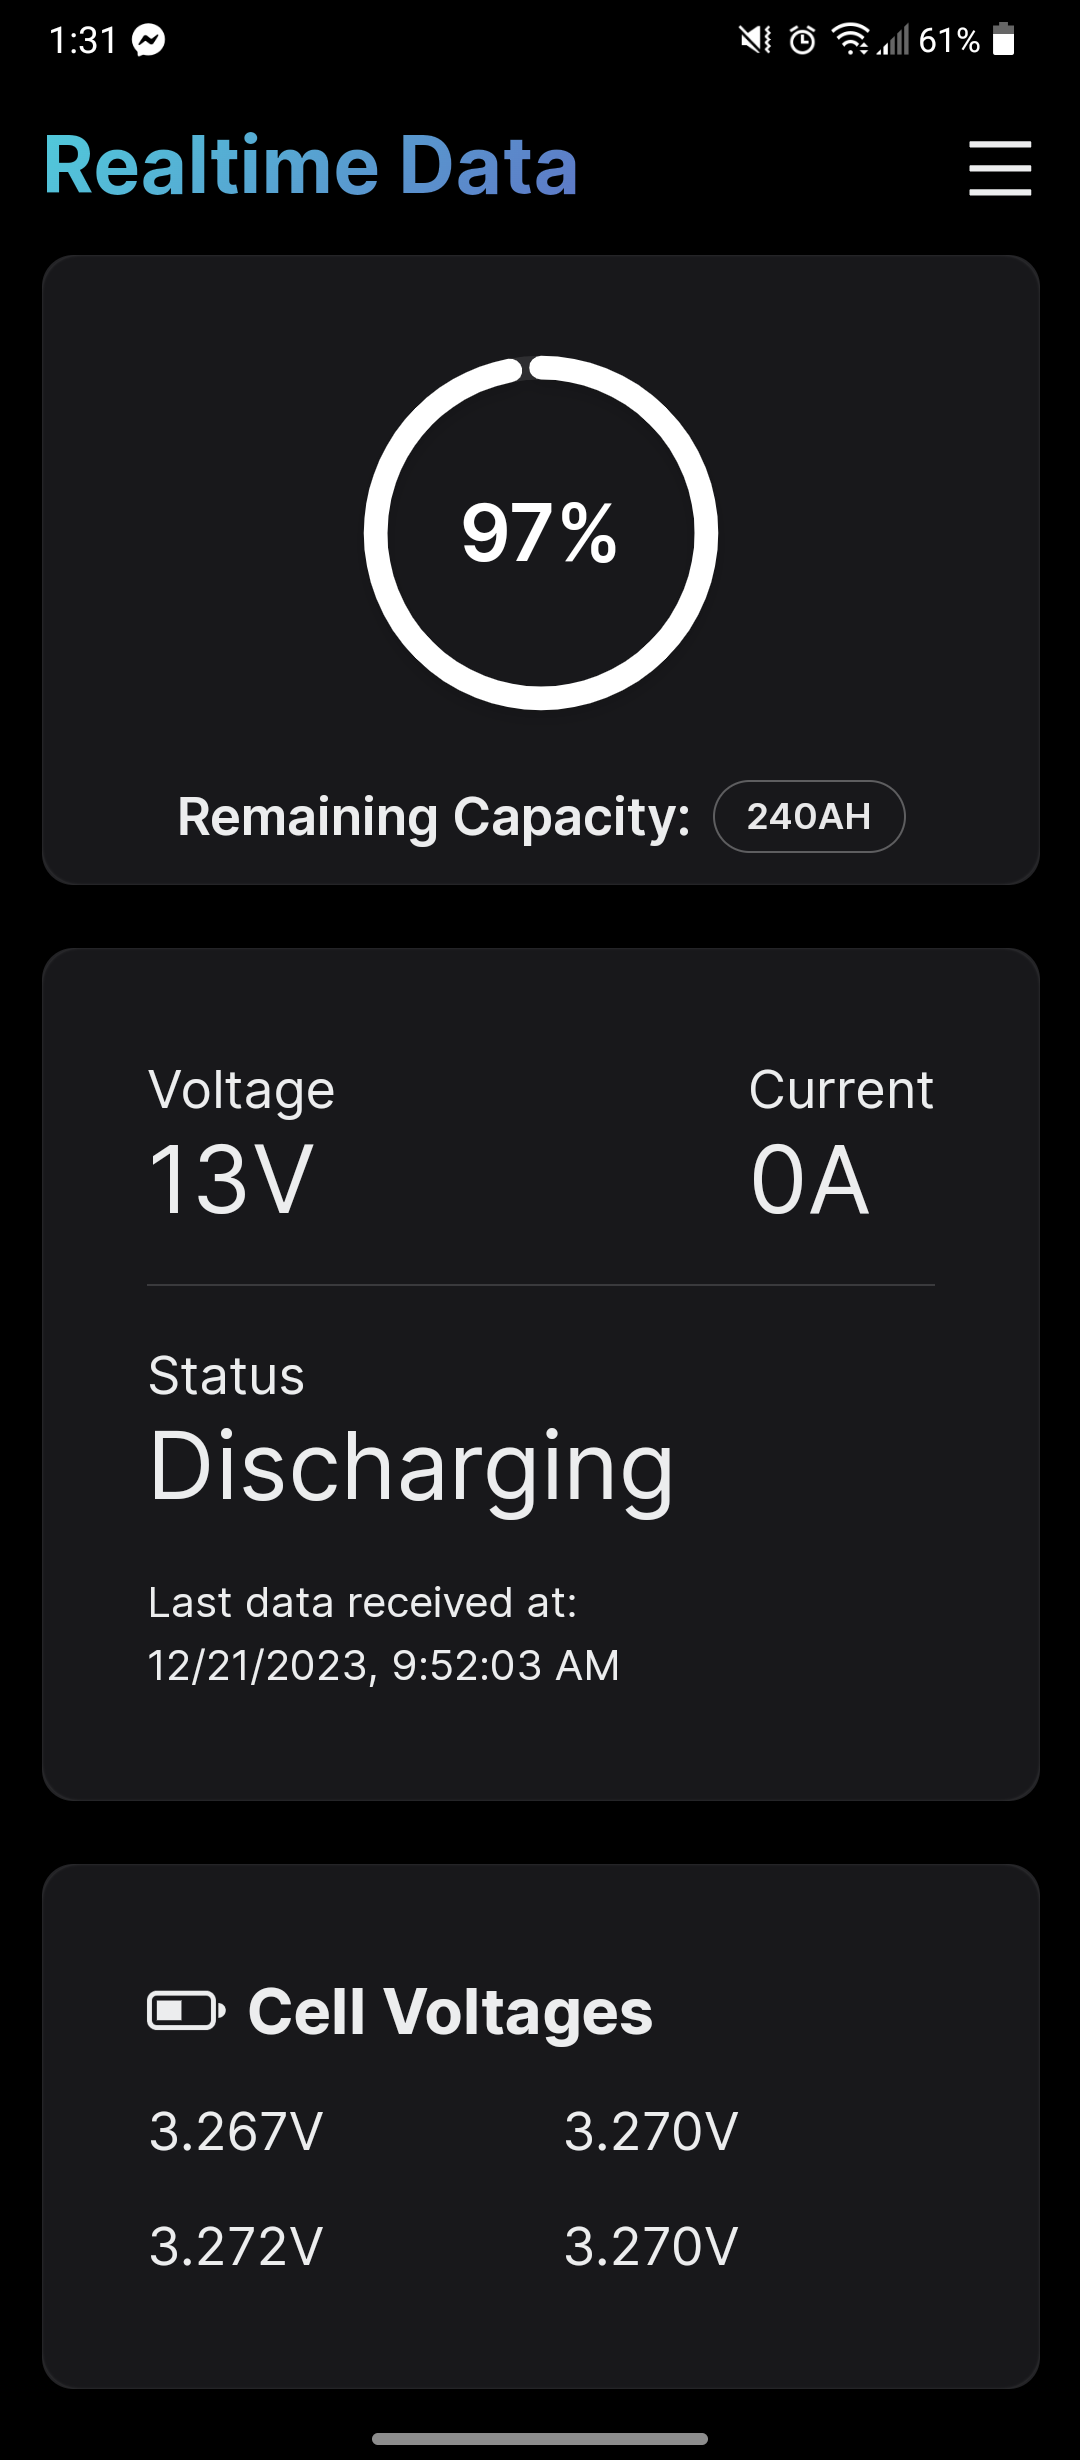 1:31 61%
Realtime Data
97%
Remaining Capacity: 240AH
Voltage Current
13V 0A
Status
Discharging
Last data received at:
12/21/2023, 9:52:03 AM
Cell Voltages
3.267V 3.270V
3.272V 3.270V